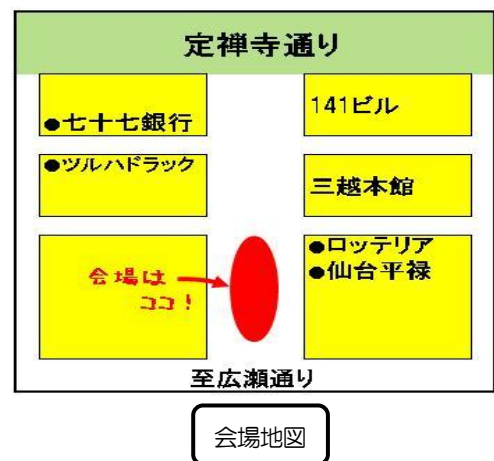 定禅寺通り
●七十七銀行
141ビル
●ツルハドラック
三越本館
会場は
ココ！
●ロッテリア
●仙台平禄
至広瀬通り
会場地図